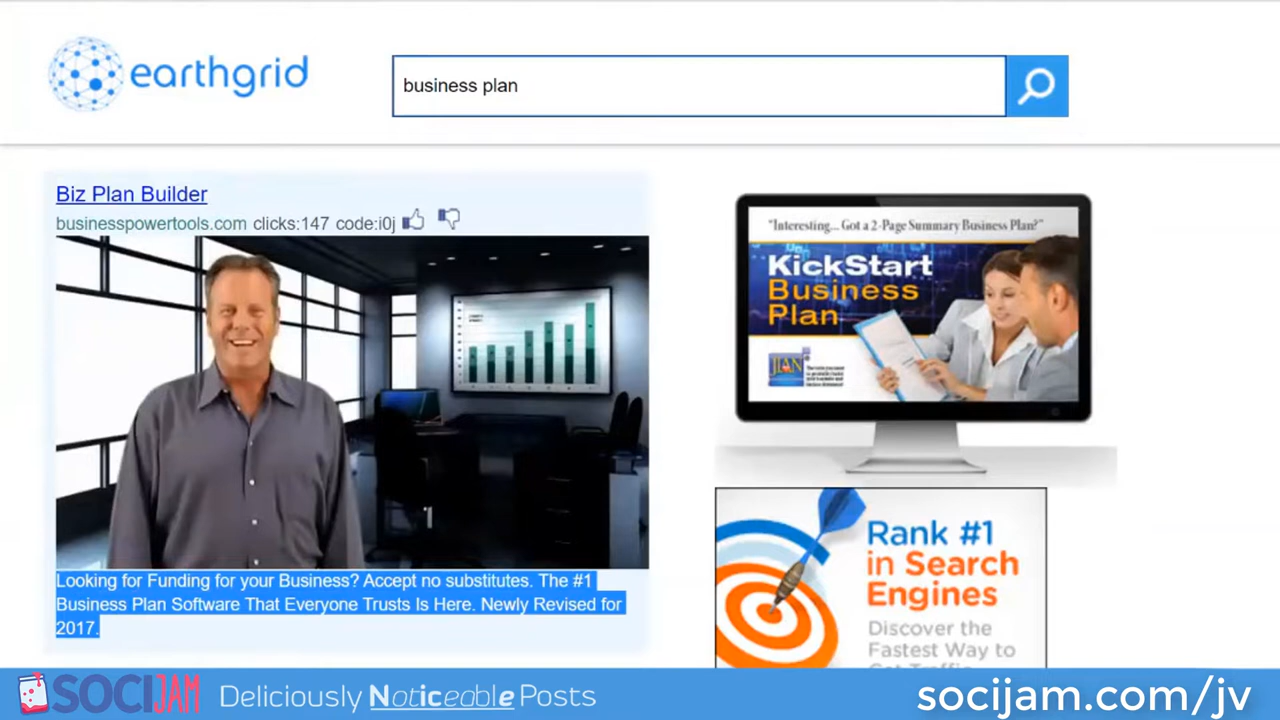 earthgrid
business plan
Biz Plan Builder
businesspowertools.com clicks:147 code:i0j
Looking for Funding for your Business? Accept no substitutes. The #1
Business Plan Software That Everyone Trusts Is Here. Newly Revised for
2017.
"Interesting... Got a 2-Page Summary Business Plan?"
KickStart
Business
Plan
JIAN
Rank #1
in Search
Engines
Discover the
Fastest Way to
SOCIJAM Deliciously Noticeable Posts
socijam.com/jv